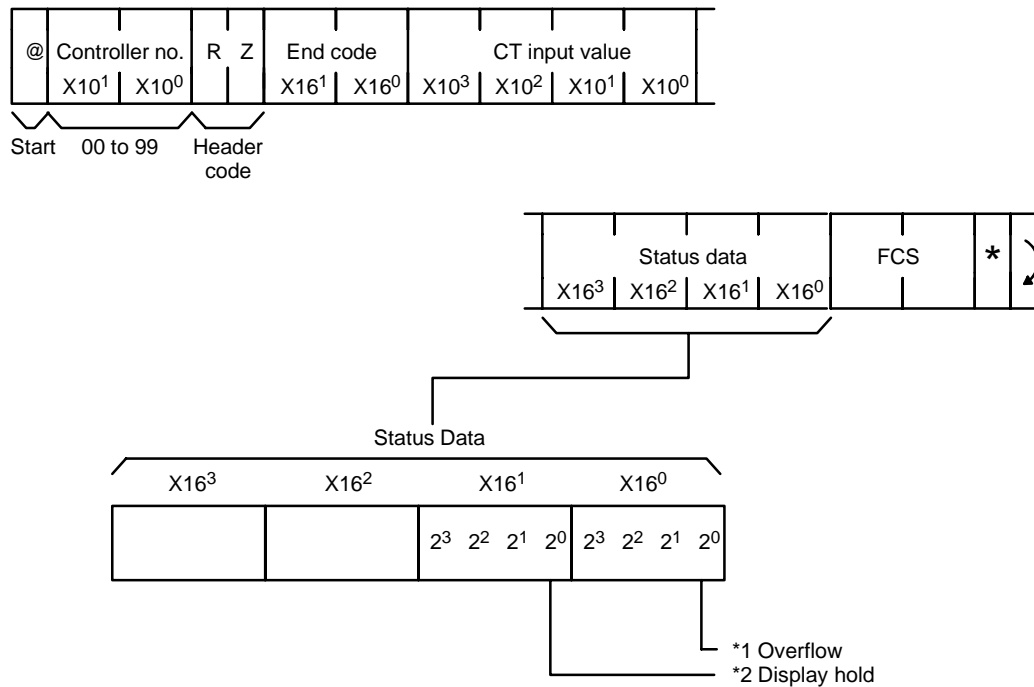 @ Controller no. R Z End code CT input value
X10¹ X10⁰ X16¹ X16⁰ X10³ X10² X10¹ X10⁰
Start 00 to 99 Header
code
Status data FCS *
X16³ X16² X16¹ X16⁰
Status Data
X16³ X16² X16¹ X16⁰
2³ 2² 2¹ 2⁰ 2³ 2² 2¹ 2⁰
*1 Overflow
*2 Display hold